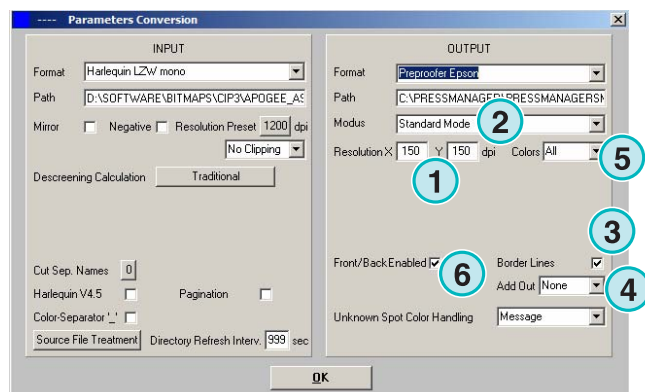 ---- Parameters Conversion
INPUT
Format Harlequin LZW mono
Path D:\SOFTWARE\BITMAPS\CIP3\APOGEE_AS
Mirror Negative Resolution Preset 1200 dpi
No Clipping
Descreening Calculation Traditional
Cut Sep. Names 0
Harlequin V4.5 Pagination
Color-Separator '_'
Source File Treatment Directory Refresh Interv. 999 sec
OUTPUT
Format Preproofer Epson
Path C:\PRESSMANAGER\PRESSMANAGERSM
Modus Standard Mode 2
Resolution X 150 Y 150 dpi Colors All 5
1
3
Front/Back Enabled 6 Border Lines
Add Out None 4
Unknown Spot Color Handling Message
OK